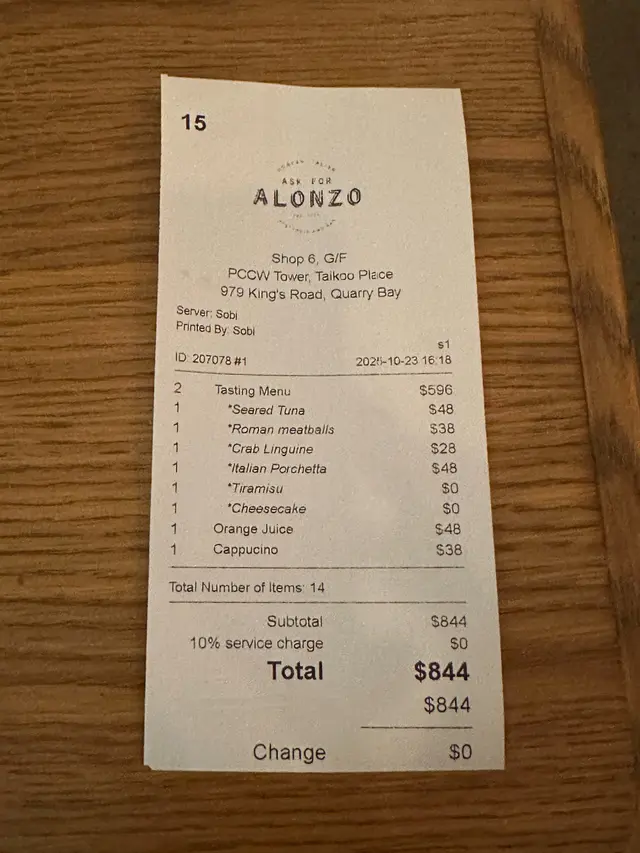 15
ASK FOR
ALONZO
Shop 6, G/F
PCCW Tower, Taikoo Place
979 King's Road, Quarry Bay
Server: Sobi
Printed By: Sobi
s1
ID: 207078 #1 2025-10-23 16:18
2 Tasting Menu $596
1 *Seared Tuna $48
1 *Roman meatballs $38
1 *Crab Linguine $28
1 *Italian Porchetta $48
1 *Tiramisu $0
1 *Cheesecake $0
1 Orange Juice $48
1 Cappucino $38
Total Number of Items: 14
Subtotal $844
10% service charge $0
Total $844
$844
Change $0